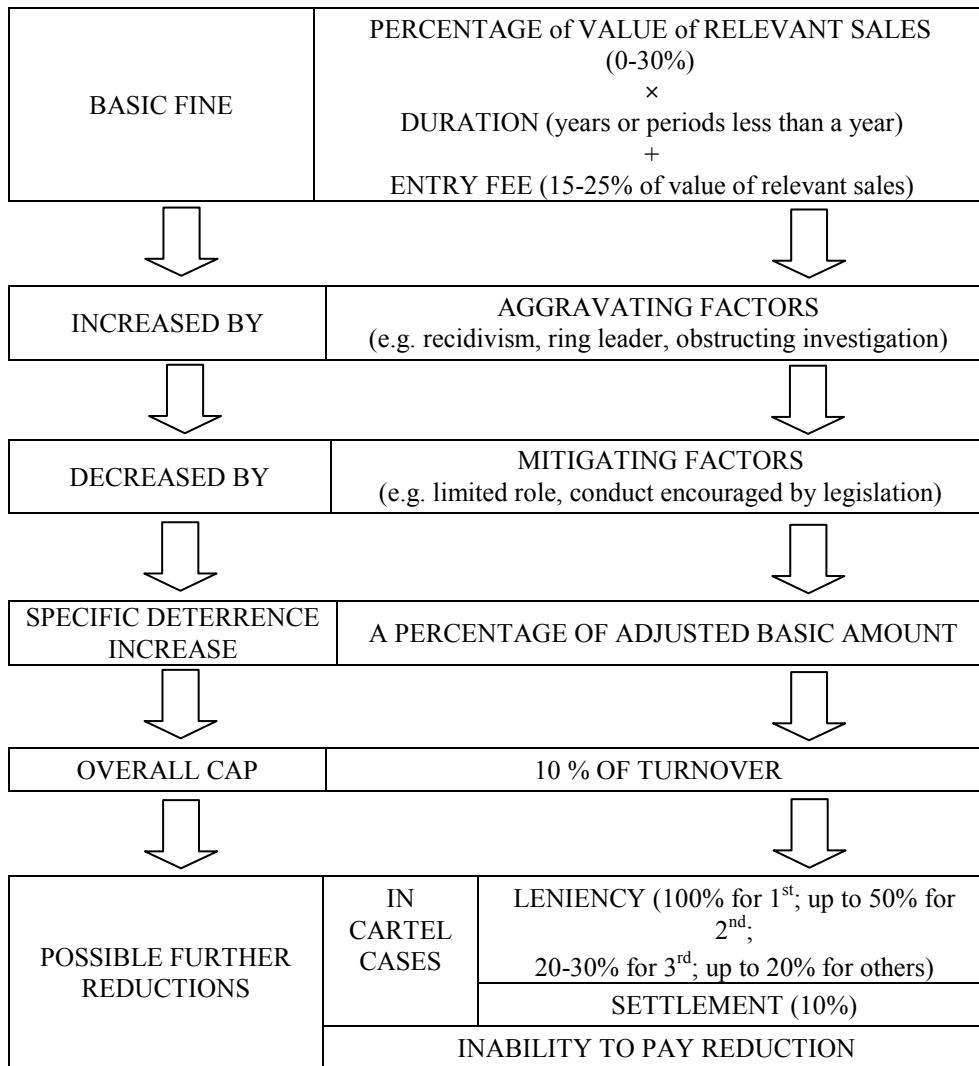 BASIC FINE
PERCENTAGE of VALUE of RELEVANT SALES
(0-30%)
×
DURATION (years or periods less than a year)
+
ENTRY FEE (15-25% of value of relevant sales)
INCREASED BY
AGGRAVATING FACTORS
(e.g. recidivism, ring leader, obstructing investigation)
DECREASED BY
MITIGATING FACTORS
(e.g. limited role, conduct encouraged by legislation)
SPECIFIC DETERRENCE
INCREASE
A PERCENTAGE OF ADJUSTED BASIC AMOUNT
OVERALL CAP
10 % OF TURNOVER
POSSIBLE FURTHER
REDUCTIONS
IN
CARTEL
CASES
LENIENCY (100% for 1st; up to 50% for
2nd;
20-30% for 3rd; up to 20% for others)
SETTLEMENT (10%)
INABILITY TO PAY REDUCTION